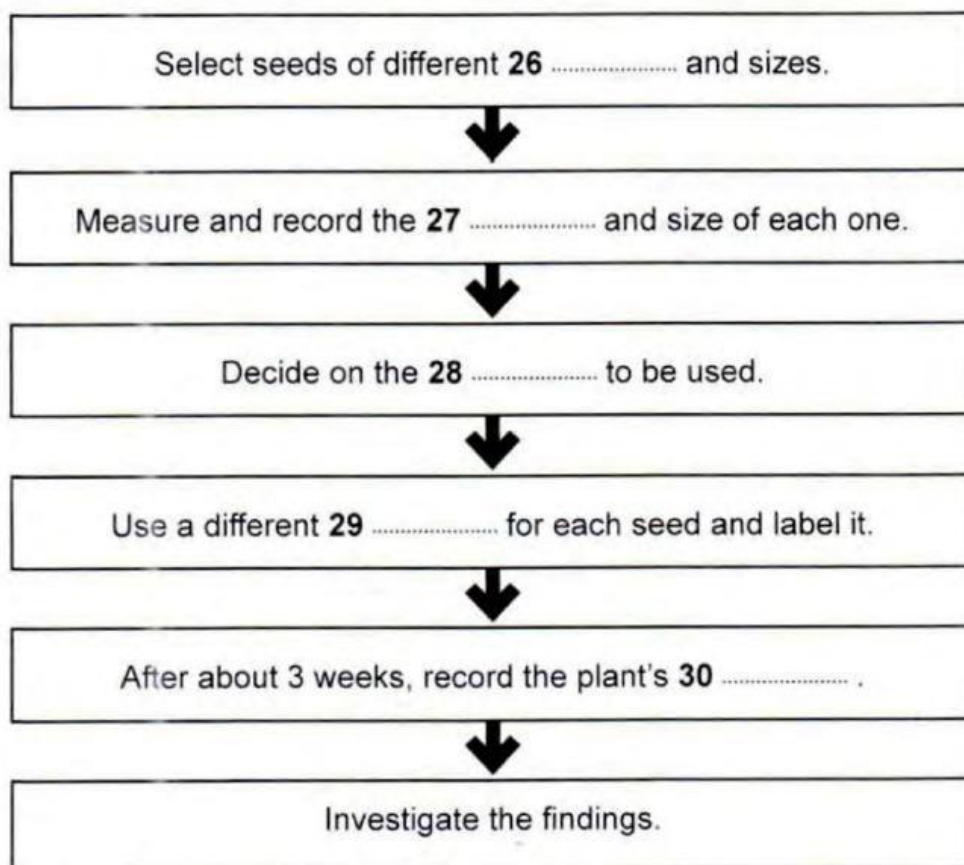 Select seeds of different 26 .................... and sizes.
Measure and record the 27 .................... and size of each one.
Decide on the 28 .................... to be used.
Use a different 29 .................... for each seed and label it.
After about 3 weeks, record the plant's 30 .................... .
Investigate the findings.